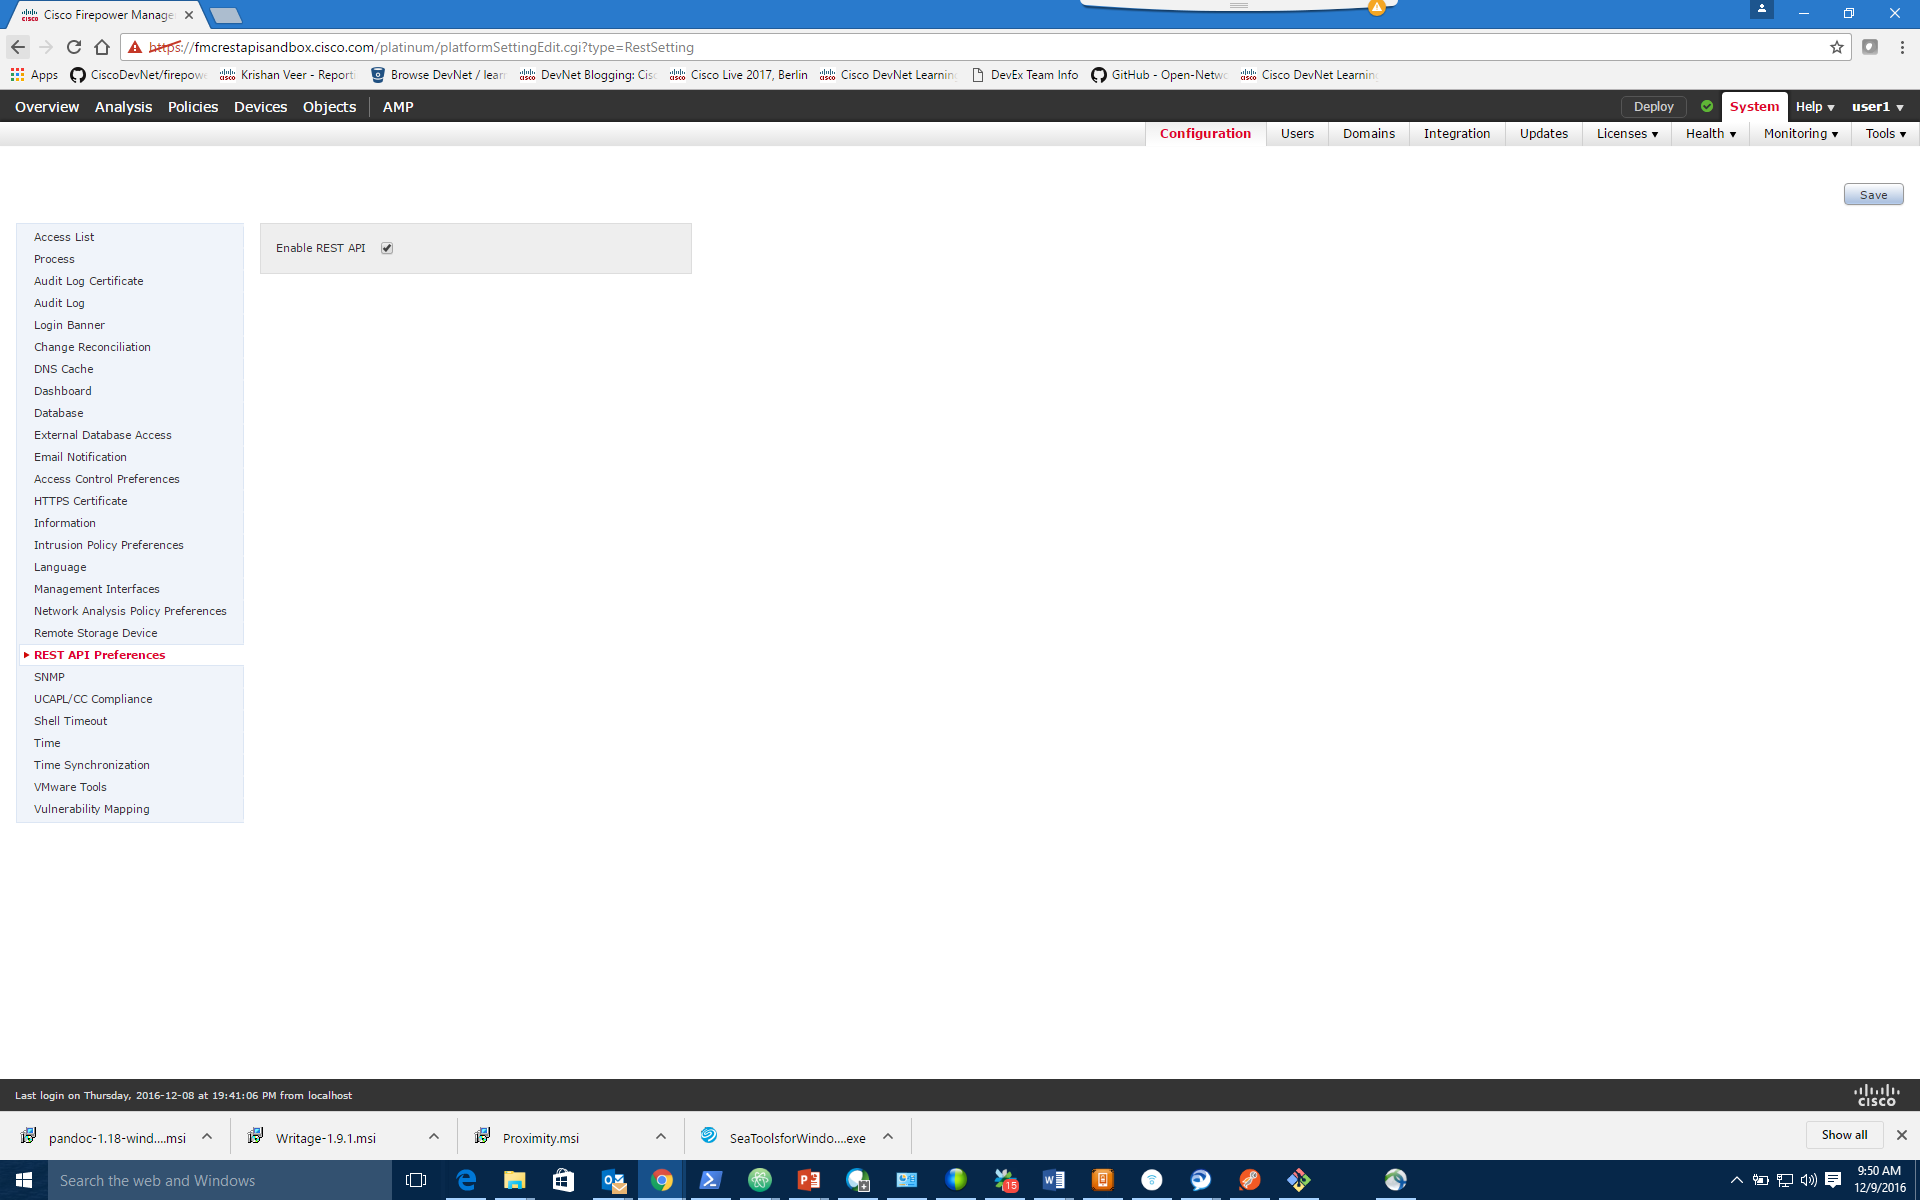 Cisco Firepower Manage
https://fmcrestapisandbox.cisco.com/platinum/platformSettingEdit.cgi?type=RestSetting
Apps CiscoDevNet/firepow Krishan Veer - Report Browse DevNet / lear DevNet Blogging: Cis Cisco Live 2017, Berlin Cisco DevNet Learnin DevEx Team Info GitHub - Open-Netw Cisco DevNet Learnin
Overview Analysis Policies Devices Objects AMP Deploy System Help user1
Configuration Users Domains Integration Updates Licenses Health Monitoring Tools
Save
Access List
Enable REST API
Process
Audit Log Certificate
Audit Log
Login Banner
Change Reconciliation
DNS Cache
Dashboard
Database
External Database Access
Email Notification
Access Control Preferences
HTTPS Certificate
Information
Intrusion Policy Preferences
Language
Management Interfaces
Network Analysis Policy Preferences
Remote Storage Device
REST API Preferences
SNMP
UCAPL/CC Compliance
Shell Timeout
Time
Time Synchronization
VMware Tools
Vulnerability Mapping
Last login on Thursday, 2016-12-08 at 19:41:06 PM from localhost
CISCO
pandoc-1.18-wind....msi Writage-1.9.1.msi Proximity.msi SeaToolsforWindo....exe Show all
Search the web and Windows
15
9:50 AM
12/9/2016